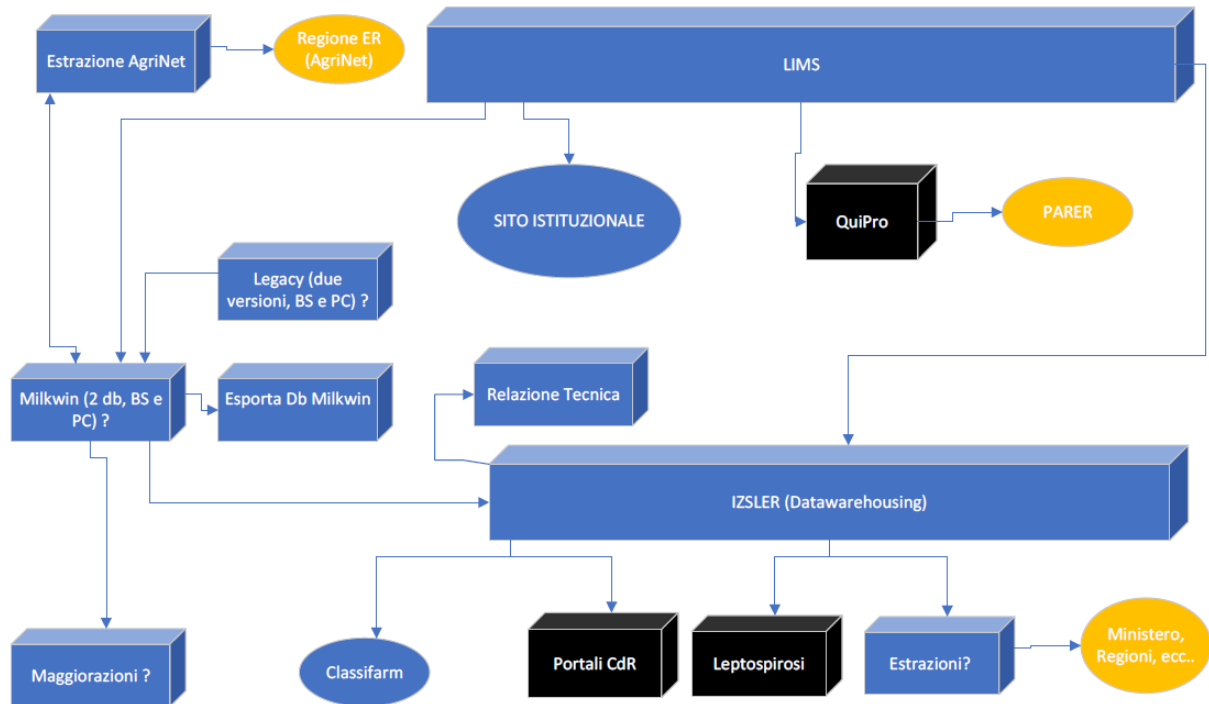 Estrazione AgriNet
Regione ER
(AgriNet)
LIMS
SITO ISTITUZIONALE
QuiPro
PARER
Legacy (due
versioni, BS e PC) ?
Milkwin (2 db, BS e
PC) ?
Esporta Db Milkwin
Relazione Tecnica
IZSLER (Datawarehousing)
Maggiorazioni ?
Classifarm
Portali CdR
Leptospirosi
Estrazioni?
Ministero,
Regioni, ecc..